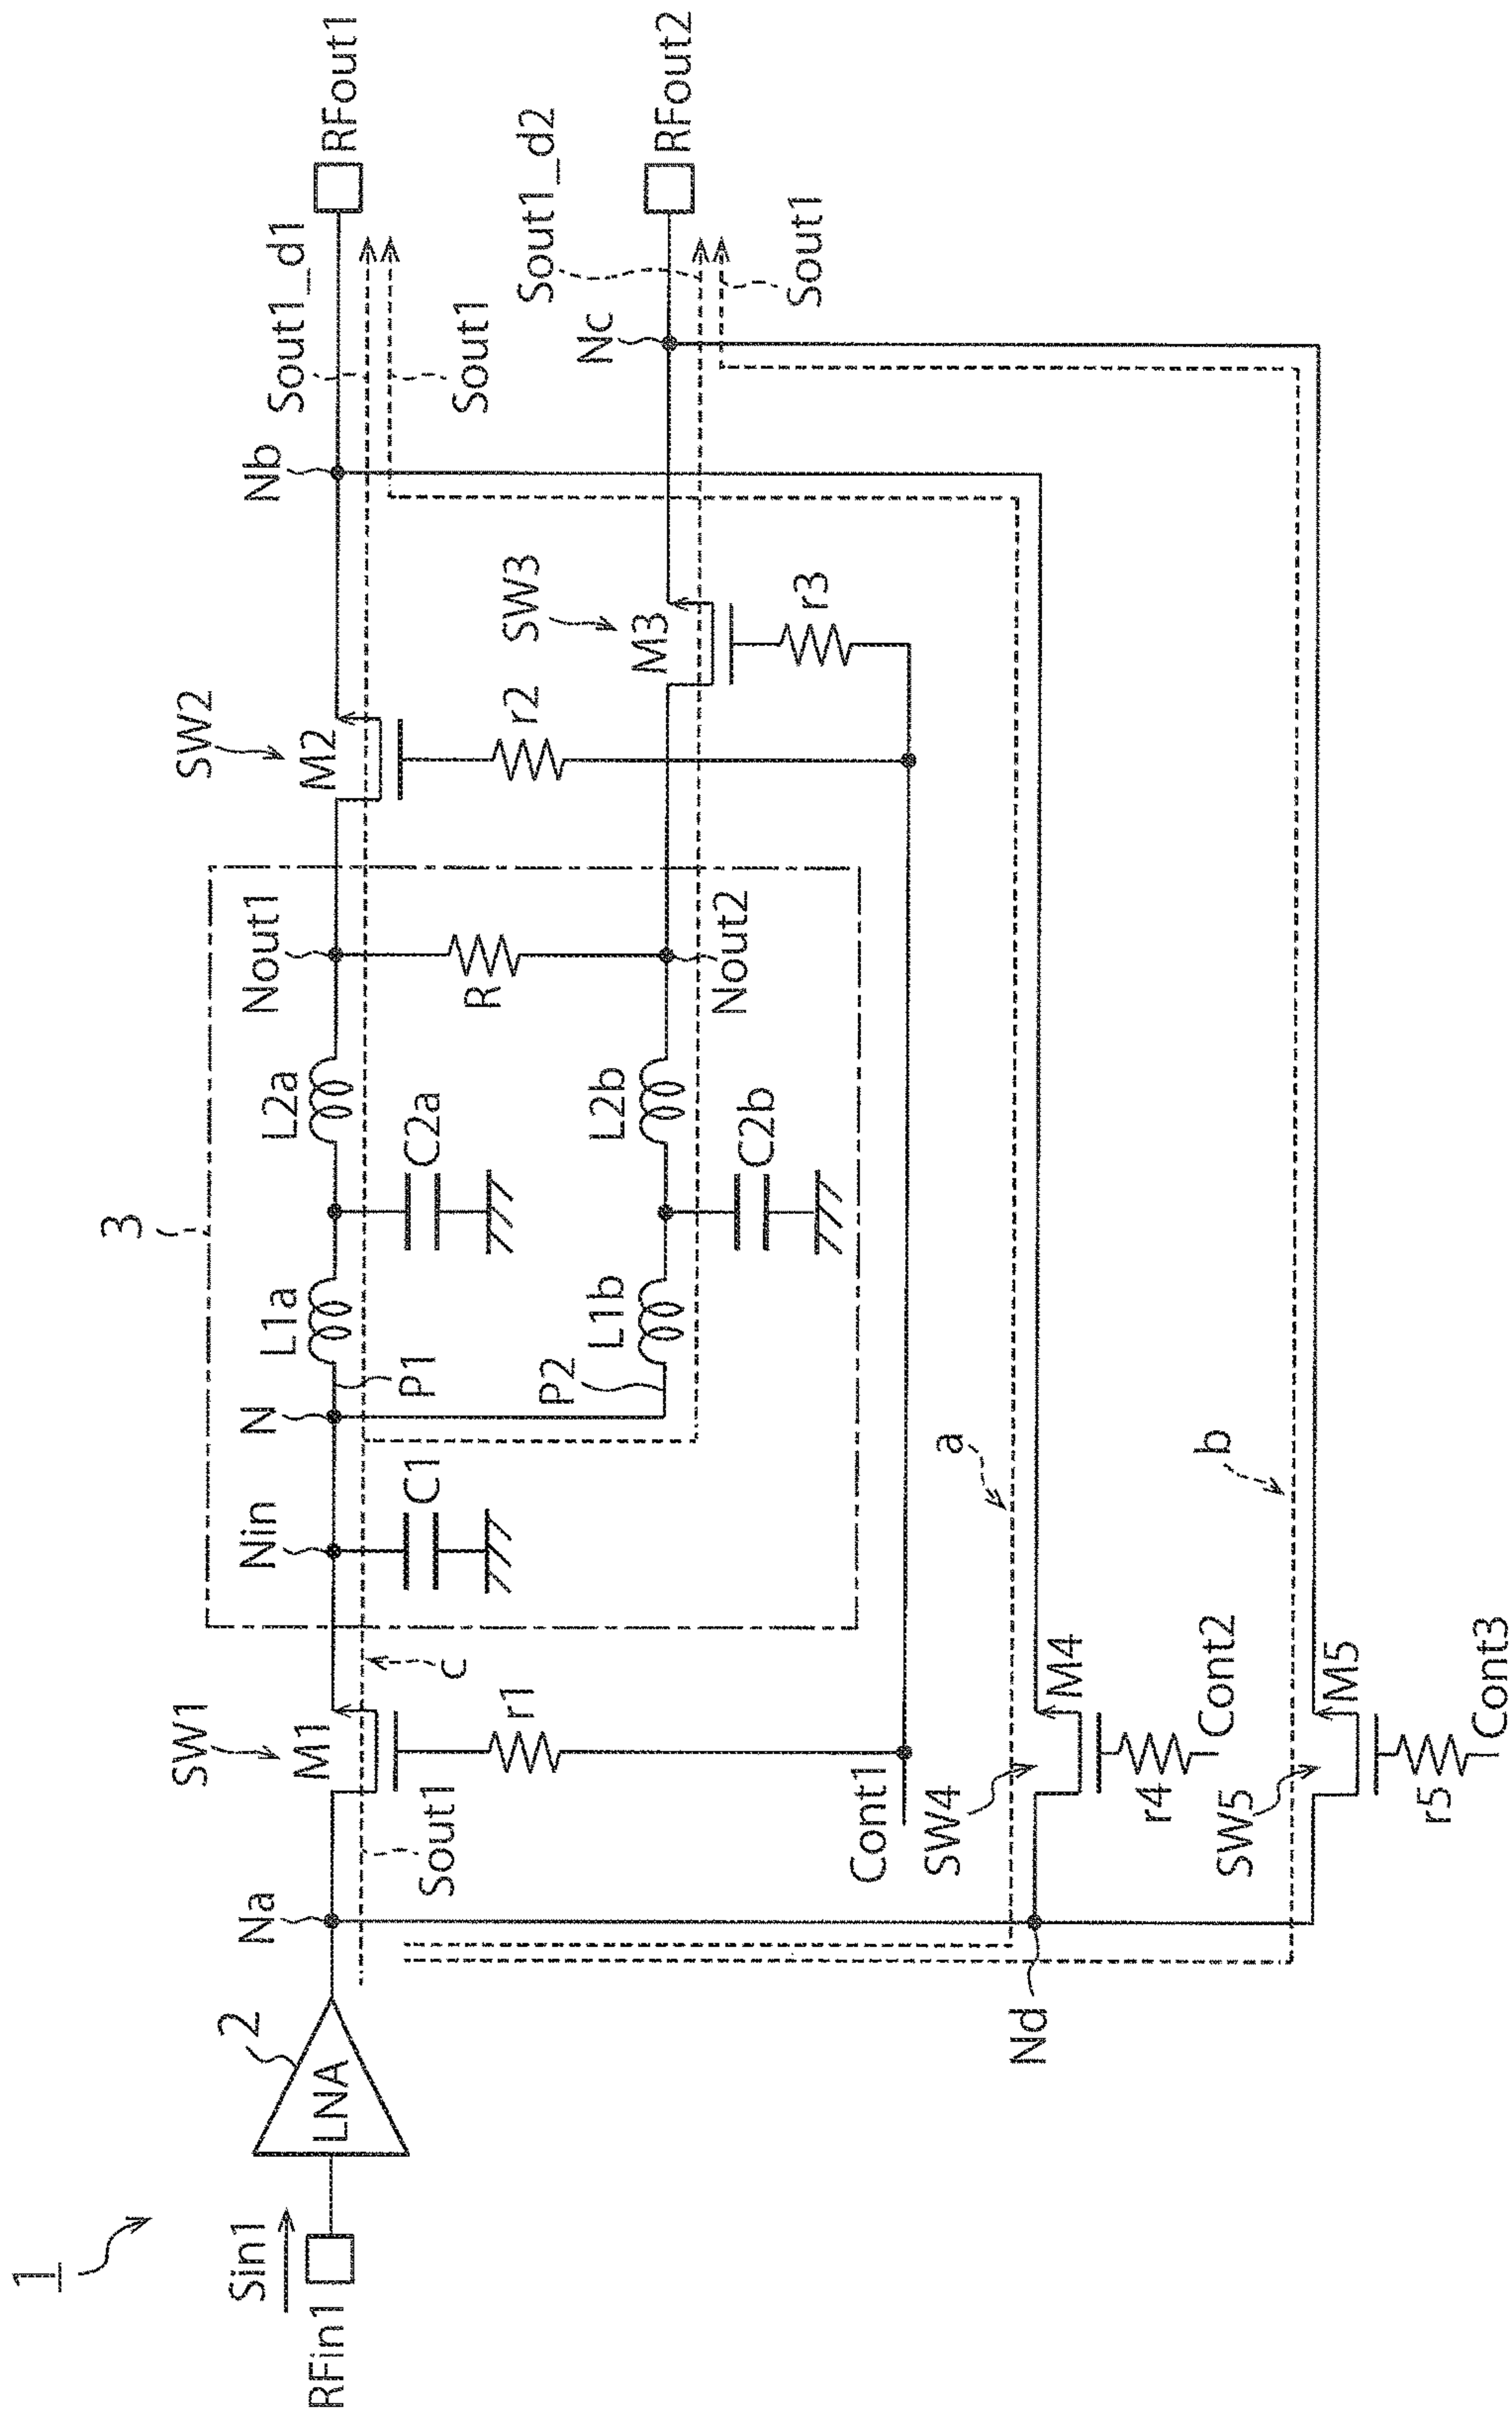 1
Sin1
RFin1
2
LNA
Na
Sout1
SW1
M1
r1
c
Cont1
3
Nin
C1
N
P1
P2
L1a
L1b
C2a
C2b
L2a
L2b
Nout1
R
Nout2
SW2
M2
r2
SW3
M3
r3
Nb
Nc
Sout1_d1
Sout1
Sout1_d2
Sout1
RFout1
RFout2
Nd
SW4
M4
r4
Cont2
a
SW5
M5
r5
Cont3
b